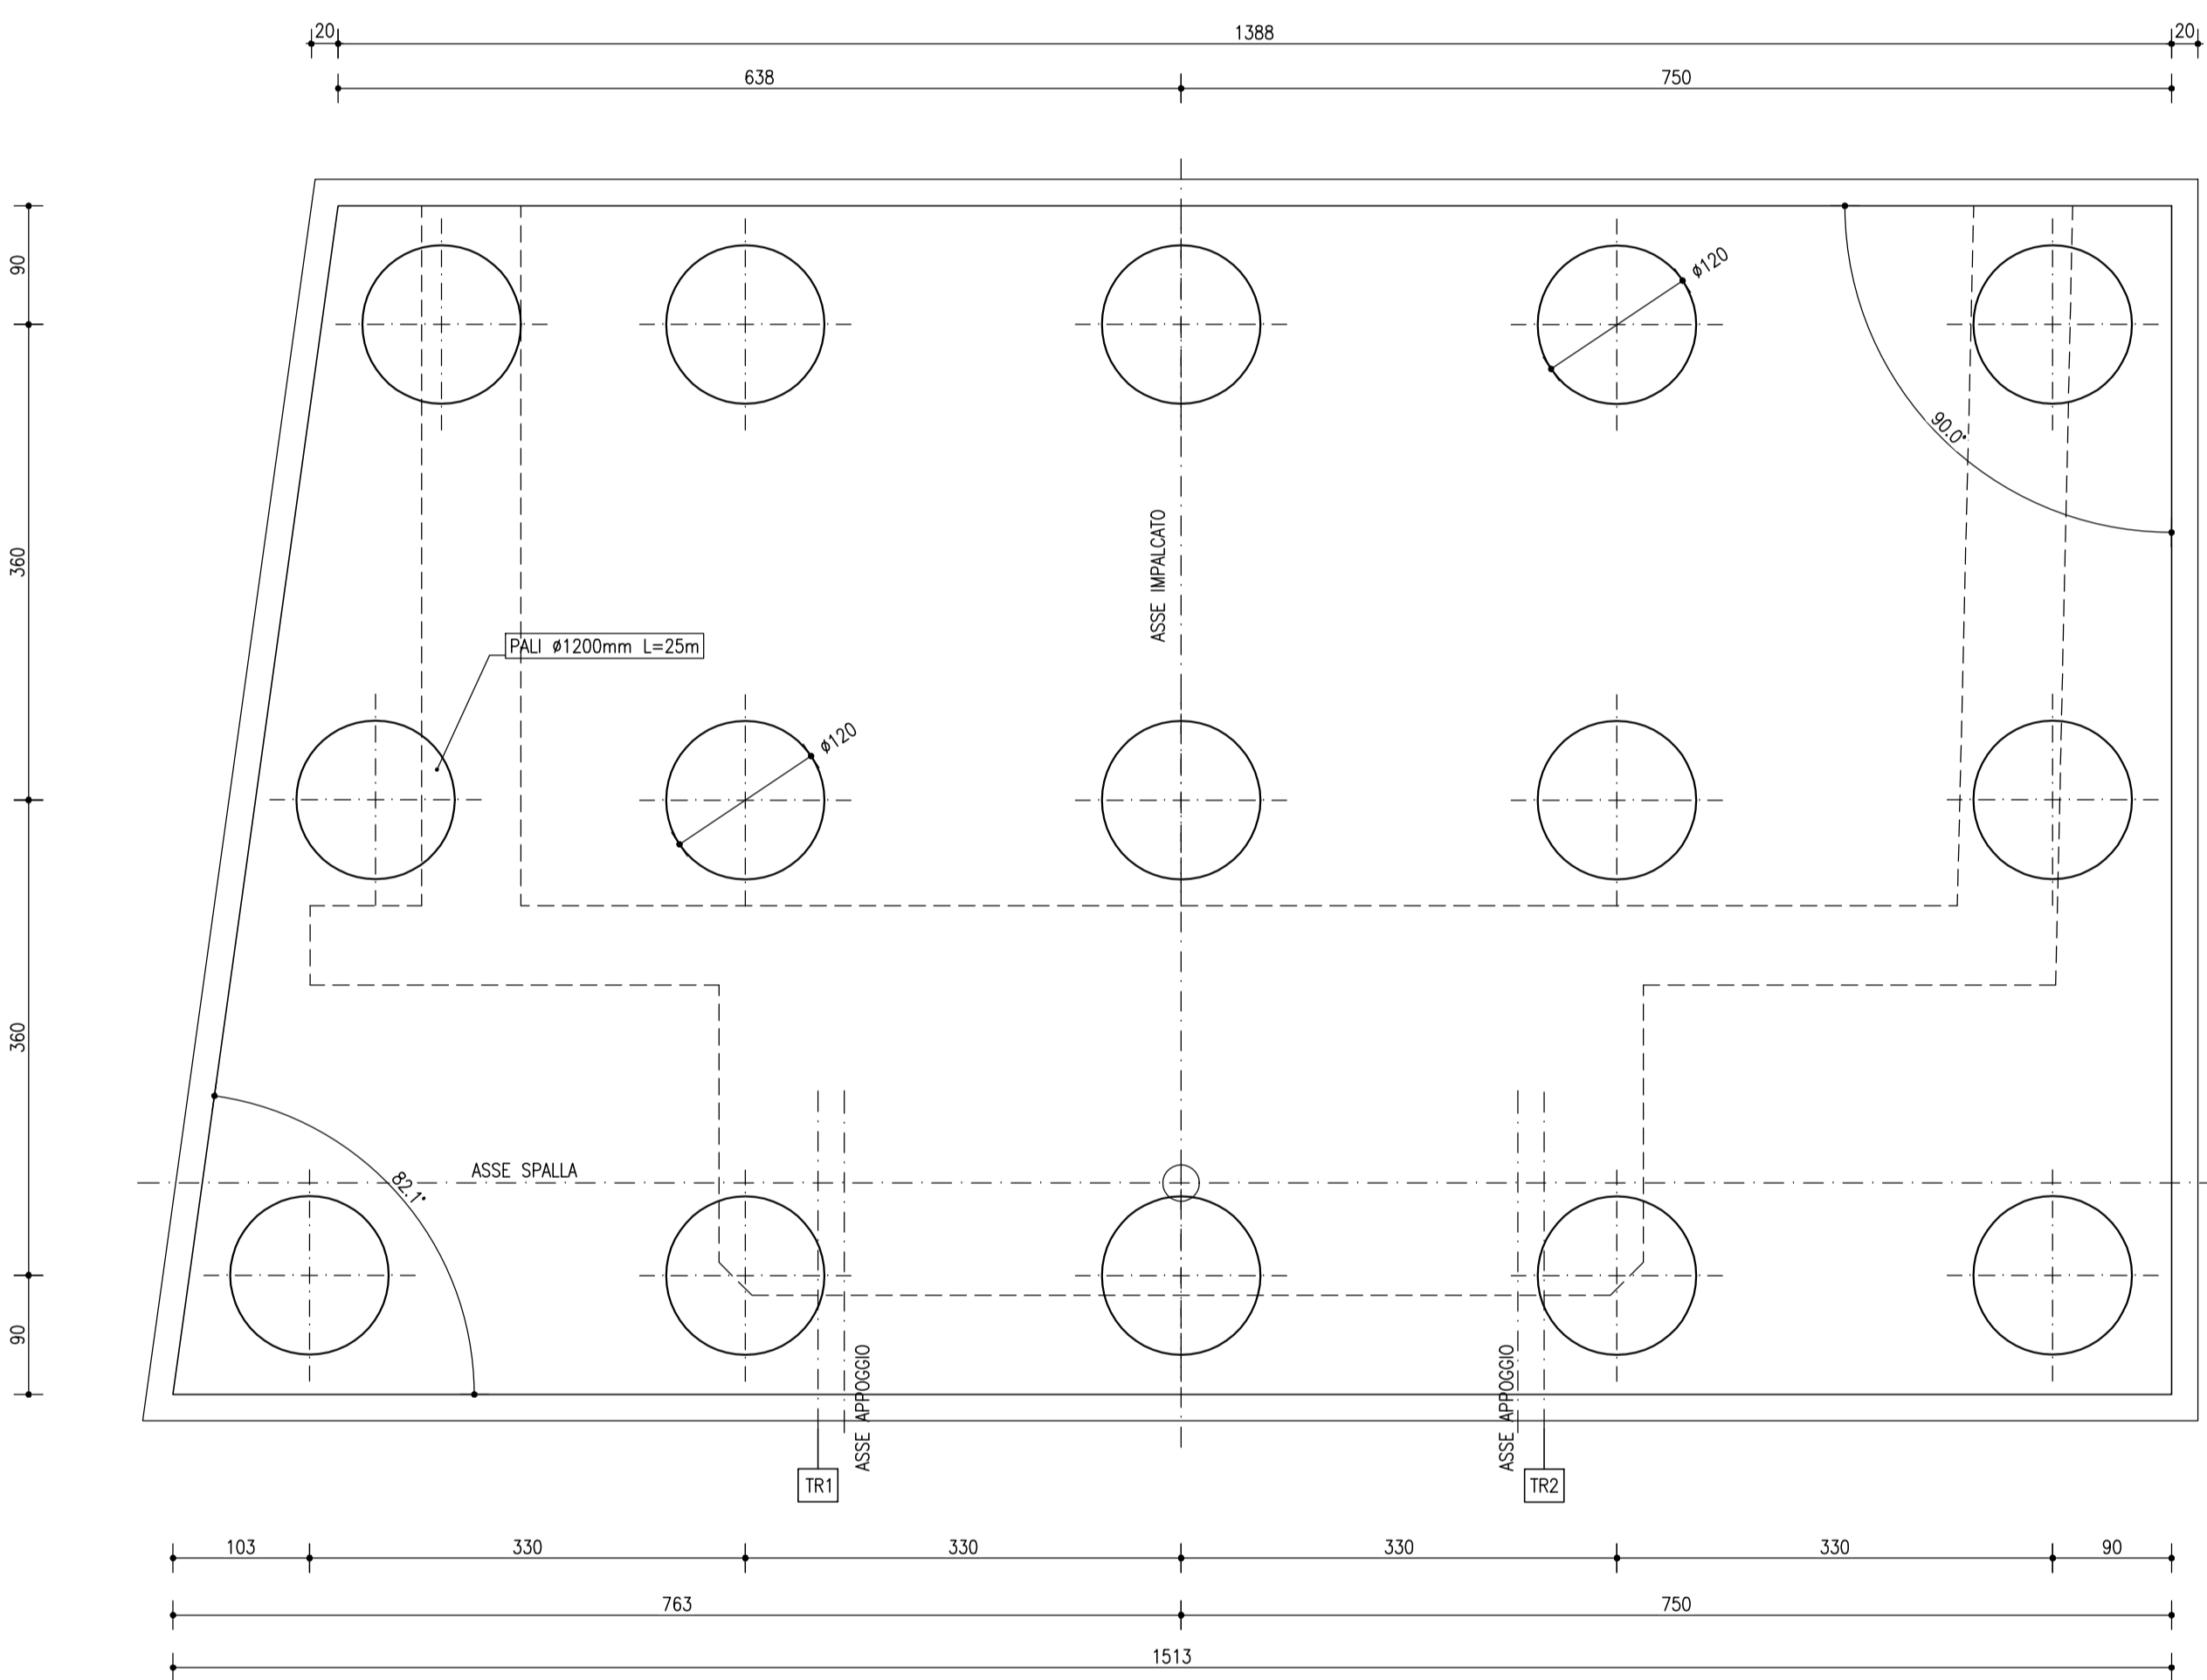 20
1388
20
638
750
90
ø120
90.0°
360
ASSE IMPALCATO
PALI ø1200mm L=25m
ø120
360
ASSE SPALLA
82.1°
90
ASSE APPOGGIO
ASSE APPOGGIO
TR1
TR2
103
330
330
330
330
90
763
750
1513